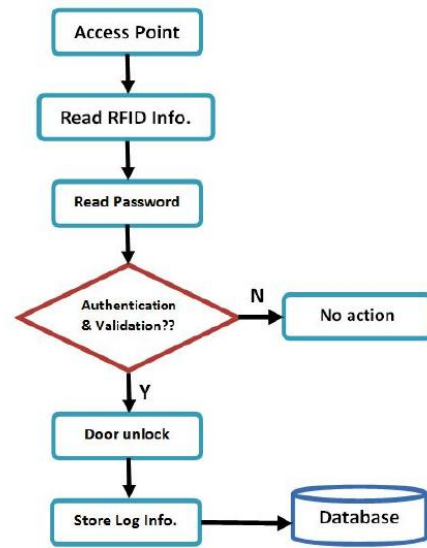 Access Point
Read RFID Info.
Read Password
Authentication
& Validation??
N
No action
Y
Door unlock
Store Log Info.
Database